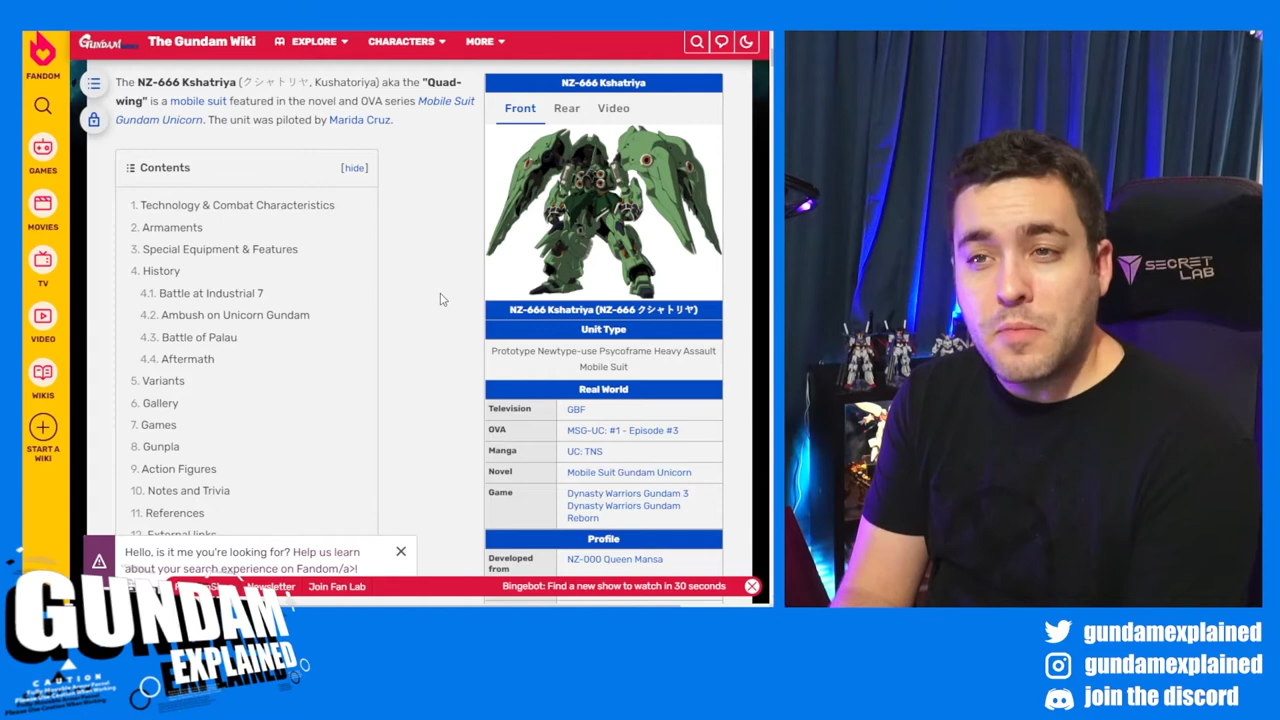 GUNDAM
The Gundam Wiki
EXPLORE
CHARACTERS
MORE
FANDOM
GAMES
MOVIES
TV
VIDEO
WIKIS
START A
WIKI
The NZ-666 Kshatriya (クシャトリヤ, Kushatoriya) aka the "Quad-
wing" is a mobile suit featured in the novel and OVA series Mobile Suit
Gundam Unicorn. The unit was piloted by Marida Cruz.
Contents [hide]
1. Technology & Combat Characteristics
2. Armaments
3. Special Equipment & Features
4. History
4.1. Battle at Industrial 7
4.2. Ambush on Unicorn Gundam
4.3. Battle of Palau
4.4. Aftermath
5. Variants
6. Gallery
7. Games
8. Gunpla
9. Action Figures
10. Notes and Trivia
11. References
12. External links
NZ-666 Kshatriya
Front Rear Video
NZ-666 Kshatriya (NZ-666 クシャトリヤ)
Unit Type
Prototype Newtype-use Psycoframe Heavy Assault
Mobile Suit
Real World
Television GBF
OVA MSG-UC: #1 - Episode #3
Manga UC: TNS
Novel Mobile Suit Gundam Unicorn
Game Dynasty Warriors Gundam 3
Dynasty Warriors Gundam
Reborn
Profile
Developed NZ-000 Queen Mansa
from
Hello, is it me you're looking for? Help us learn
about your search experience on Fandom/a>!
Newsletter Join Fan Lab
Bingebot: Find a new show to watch in 30 seconds
SECRET
LAB
GUNDAM
EXPLAINED
CAUTION
gundamexplained
gundamexplained
join the discord